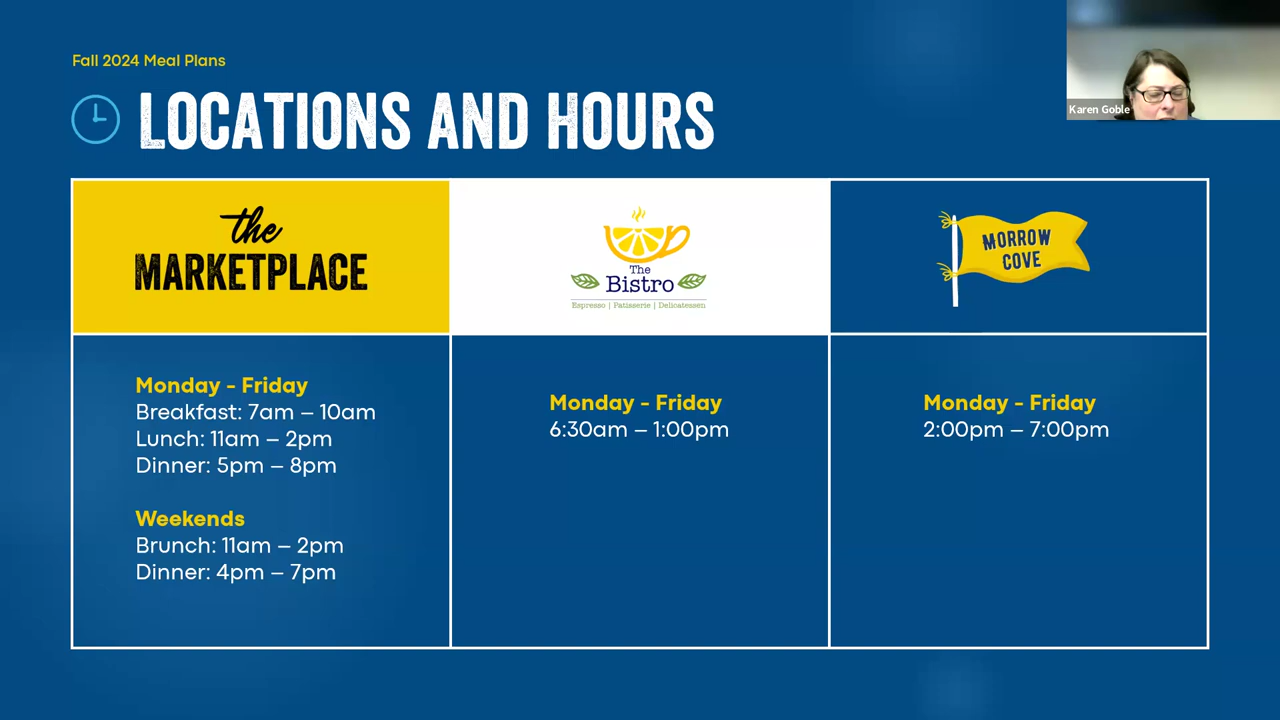 Fall 2024 Meal Plans
LOCATIONS AND HOURS
Karen Goble
the
MARKETPLACE
The
Bistro
Espresso | Patisserie | Delicatessen
MORROW
COVE
Monday - Friday
Breakfast: 7am – 10am
Lunch: 11am – 2pm
Dinner: 5pm – 8pm
Weekends
Brunch: 11am – 2pm
Dinner: 4pm – 7pm
Monday - Friday
6:30am – 1:00pm
Monday - Friday
2:00pm – 7:00pm